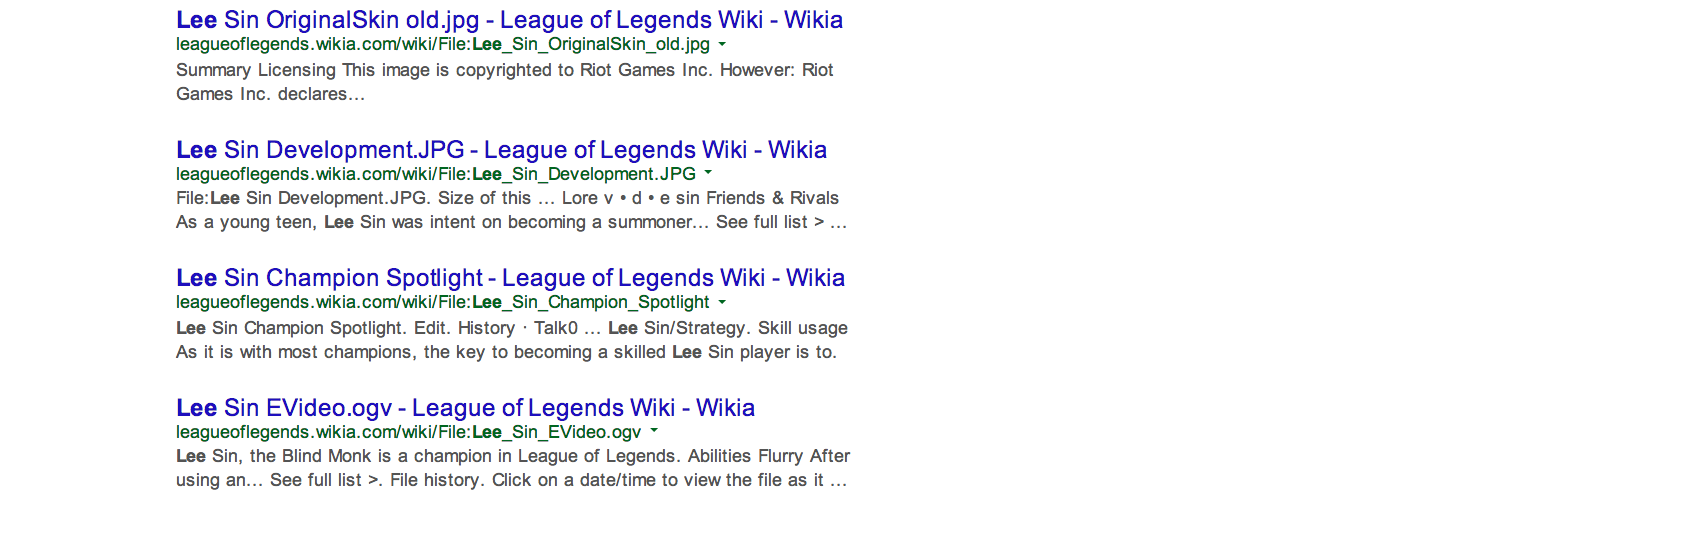 Lee Sin OriginalSkin old.jpg - League of Legends Wiki - Wikia
leagueoflegends.wikia.com/wiki/File:Lee_Sin_OriginalSkin_old.jpg
Summary Licensing This image is copyrighted to Riot Games Inc. However: Riot
Games Inc. declares...
Lee Sin Development.JPG - League of Legends Wiki - Wikia
leagueoflegends.wikia.com/wiki/File:Lee_Sin_Development.JPG
File:Lee Sin Development.JPG. Size of this ... Lore v • d • e sin Friends & Rivals
As a young teen, Lee Sin was intent on becoming a summoner... See full list > ...
Lee Sin Champion Spotlight - League of Legends Wiki - Wikia
leagueoflegends.wikia.com/wiki/File:Lee_Sin_Champion_Spotlight
Lee Sin Champion Spotlight. Edit. History · Talk0 ... Lee Sin/Strategy. Skill usage
As it is with most champions, the key to becoming a skilled Lee Sin player is to.
Lee Sin EVideo.ogv - League of Legends Wiki - Wikia
leagueoflegends.wikia.com/wiki/File:Lee_Sin_EVideo.ogv
Lee Sin, the Blind Monk is a champion in League of Legends. Abilities Flurry After
using an... See full list >. File history. Click on a date/time to view the file as it ...